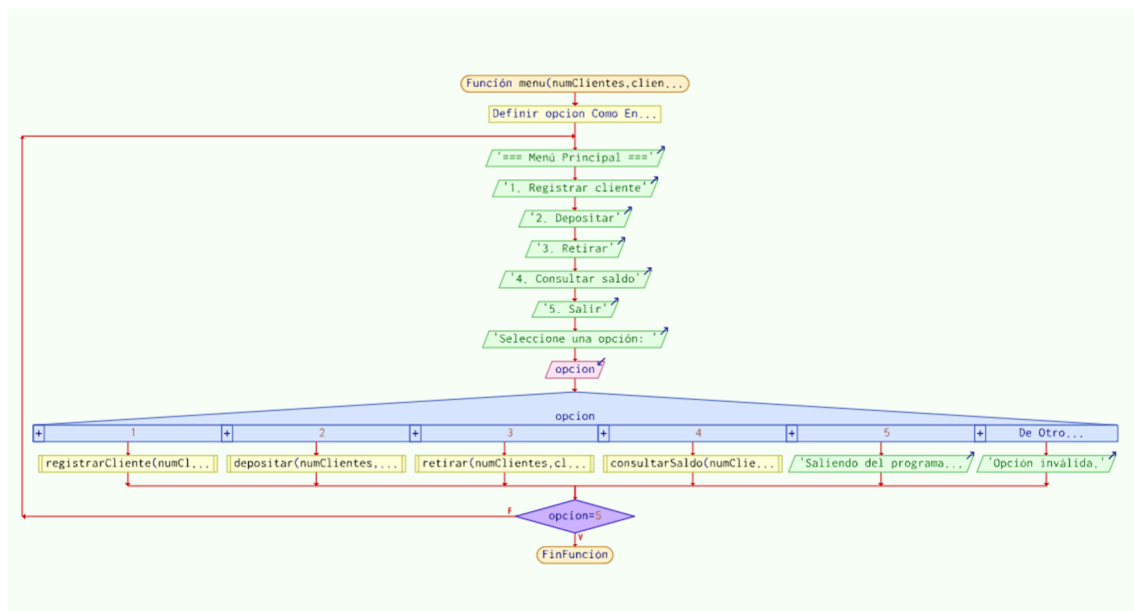 Función menu(numClientes,clien...
Definir opcion Como En...
'=== Menú Principal ==='
'1. Registrar cliente'
'2. Depositar'
'3. Retirar'
'4. Consultar saldo'
'5. Salir'
'Seleccione una opción: '
opcion
opcion
+ 1 + 2 + 3 + 4 + 5 + De Otro...
registrarCliente(numCl... depositar(numClientes,... retirar(numClientes,cl... consultarSaldo(numClie... 'Saliendo del programa... 'Opción inválida.'
F opcion=5
V
FinFunción